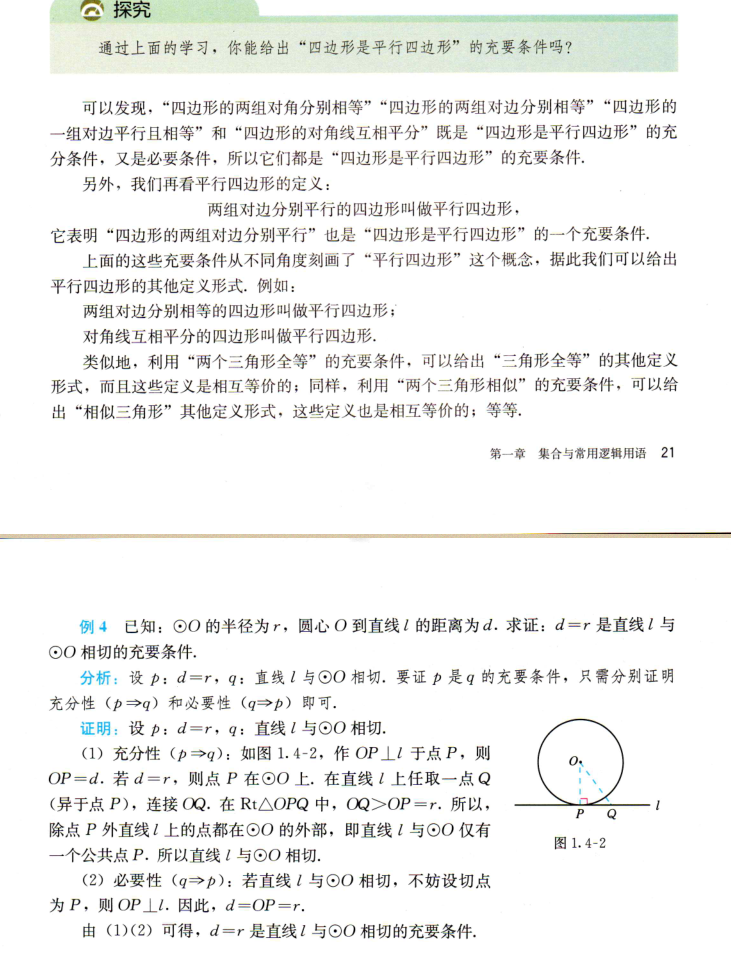 探究
通过上面的学习，你能给出“四边形是平行四边形”的充要条件吗？
可以发现，“四边形的两组对角分别相等”“四边形的两组对边分别相等”“四边形的
一组对边平行且相等”和“四边形的对角线互相平分”既是“四边形是平行四边形”的充
分条件，又是必要条件，所以它们都是“四边形是平行四边形”的充要条件.
另外，我们再看平行四边形的定义：
两组对边分别平行的四边形叫做平行四边形，
它表明“四边形的两组对边分别平行”也是“四边形是平行四边形”的一个充要条件.
上面的这些充要条件从不同角度刻画了“平行四边形”这个概念，据此我们可以给出
平行四边形的其他定义形式. 例如：
两组对边分别相等的四边形叫做平行四边形；
对角线互相平分的四边形叫做平行四边形.
类似地，利用“两个三角形全等”的充要条件，可以给出“三角形全等”的其他定义
形式，而且这些定义是相互等价的；同样，利用“两个三角形相似”的充要条件，可以给
出“相似三角形”其他定义形式，这些定义也是相互等价的；等等.
第一章 集合与常用逻辑用语 21
例 4 已知：⊙O 的半径为 r，圆心 O 到直线 l 的距离为 d. 求证：d=r 是直线 l 与
⊙O 相切的充要条件.
分析：设 p：d=r，q：直线 l 与⊙O 相切. 要证 p 是 q 的充要条件，只需分别证明
充分性（p⇒q）和必要性（q⇒p）即可.
证明：设 p：d=r，q：直线 l 与⊙O 相切.
（1）充分性（p⇒q）：如图 1.4-2，作 OP⊥l 于点 P，则
OP=d. 若 d=r，则点 P 在⊙O 上. 在直线 l 上任取一点 Q
（异于点 P），连接 OQ. 在 Rt△OPQ 中，OQ>OP=r. 所以，
除点 P 外直线 l 上的点都在⊙O 的外部，即直线 l 与⊙O 仅有
一个公共点 P. 所以直线 l 与⊙O 相切.
（2）必要性（q⇒p）：若直线 l 与⊙O 相切，不妨设切点
为 P，则 OP⊥l. 因此，d=OP=r.
由（1）（2）可得，d=r 是直线 l 与⊙O 相切的充要条件.
O
P Q l
图 1.4-2